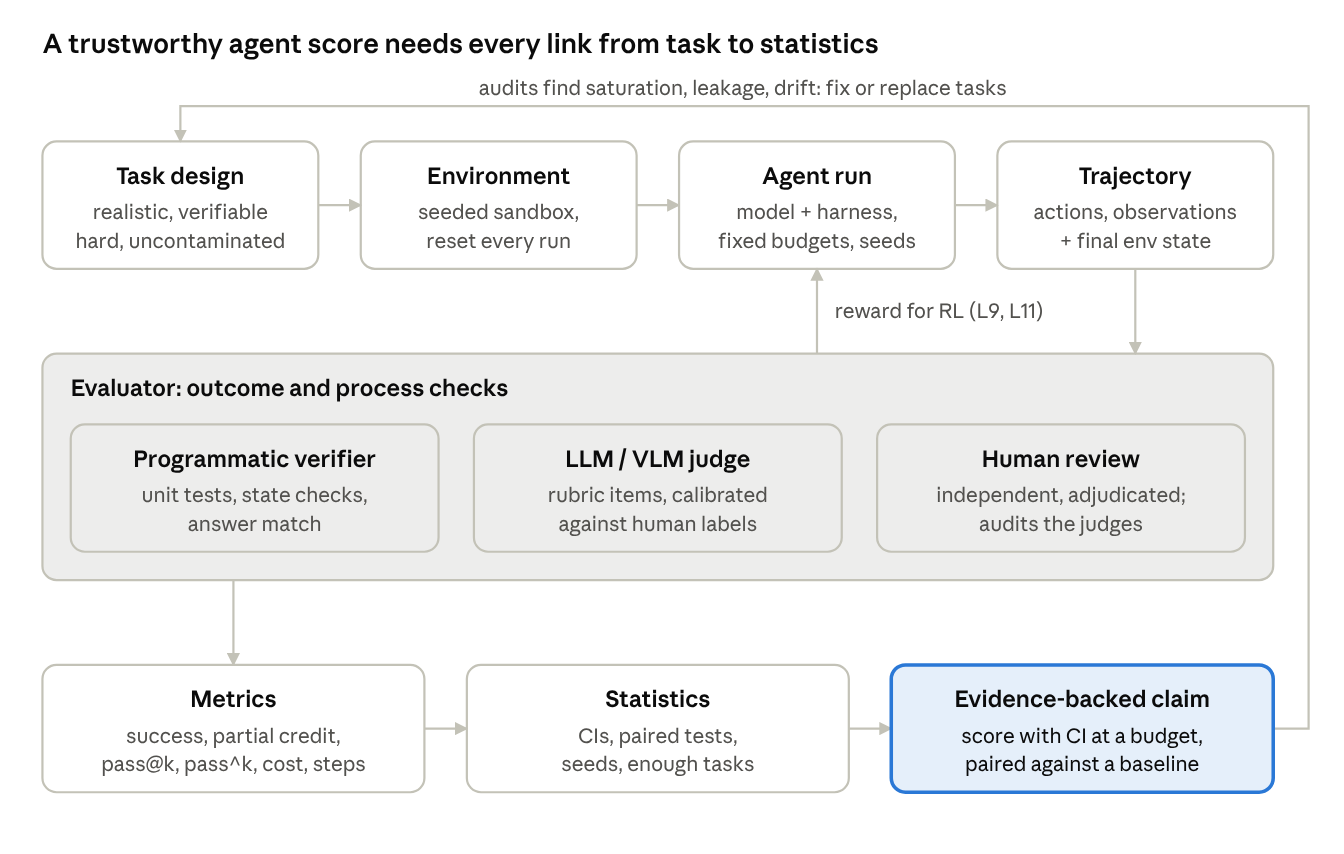 A trustworthy agent score needs every link from task to statistics
audits find saturation, leakage, drift: fix or replace tasks
Task design
realistic, verifiable
hard, uncontaminated
Environment
seeded sandbox,
reset every run
Agent run
model + harness,
fixed budgets, seeds
Trajectory
actions, observations
+ final env state
reward for RL (L9, L11)
Evaluator: outcome and process checks
Programmatic verifier
unit tests, state checks,
answer match
LLM / VLM judge
rubric items, calibrated
against human labels
Human review
independent, adjudicated;
audits the judges
Metrics
success, partial credit,
pass@k, pass^k, cost, steps
Statistics
CIs, paired tests,
seeds, enough tasks
Evidence-backed claim
score with CI at a budget,
paired against a baseline